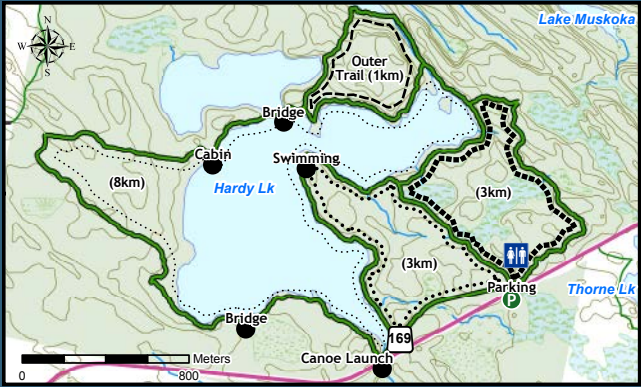 N
W
E
S
Lake Muskoka
Outer
Trail (1km)
Bridge
Cabin
Swimming
(8km)
Hardy Lk
(3km)
(3km)
Parking
P
Thorne Lk
Bridge
169
Canoe Launch
Meters
0
800